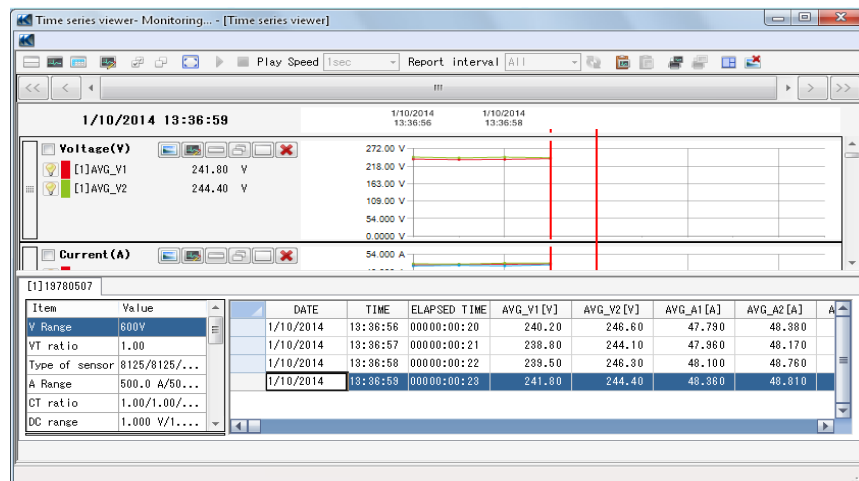 Time series viewer- Monitoring... - [Time series viewer]
Play Speed 1sec Report interval All
<< < > >>
1/10/2014 13:36:59
1/10/2014 13:36:56 1/10/2014 13:36:58
Voltage(V)
[1]AVG_V1 241.80 V
[1]AVG_V2 244.40 V
272.00 V
218.00 V
163.00 V
109.00 V
54.000 V
0.0000 V
Current(A)
54.000 A
[1]19780507
Item Value
V Range 600V
VT ratio 1.00
Type of sensor 8125/8125/...
A Range 500.0 A/50...
CT ratio 1.00/1.00/...
DC range 1.000 V/1....
DATE TIME ELAPSED TIME AVG_V1[V] AVG_V2[V] AVG_A1[A] AVG_A2[A] A
1/10/2014 13:36:56 00000:00:20 240.20 246.60 47.790 48.380
1/10/2014 13:36:57 00000:00:21 238.80 244.10 47.960 48.170
1/10/2014 13:36:58 00000:00:22 239.50 246.30 48.100 48.760
1/10/2014 13:36:59 00000:00:23 241.80 244.40 48.360 48.810